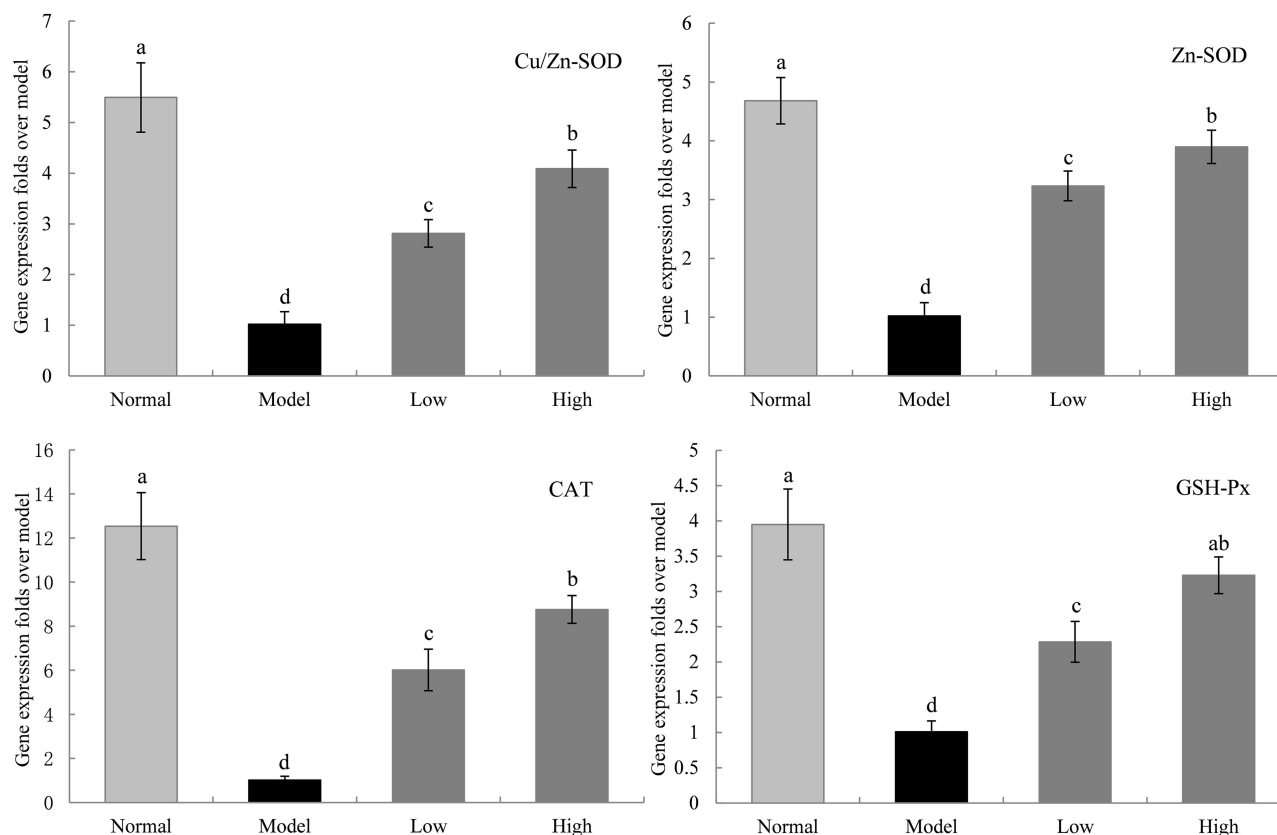 Gene expression folds over model
7
6
5
4
3
2
1
0
a
d
c
b
Cu/Zn-SOD
Normal Model Low High
Gene expression folds over model
6
5
4
3
2
1
0
a
d
c
b
Zn-SOD
Normal Model Low High
Gene expression folds over model
16
14
12
10
8
6
4
2
0
a
d
c
b
CAT
Normal Model Low High
Gene expression folds over model
5
4.5
4
3.5
3
2.5
2
1.5
1
0.5
0
a
d
c
ab
GSH-Px
Normal Model Low High